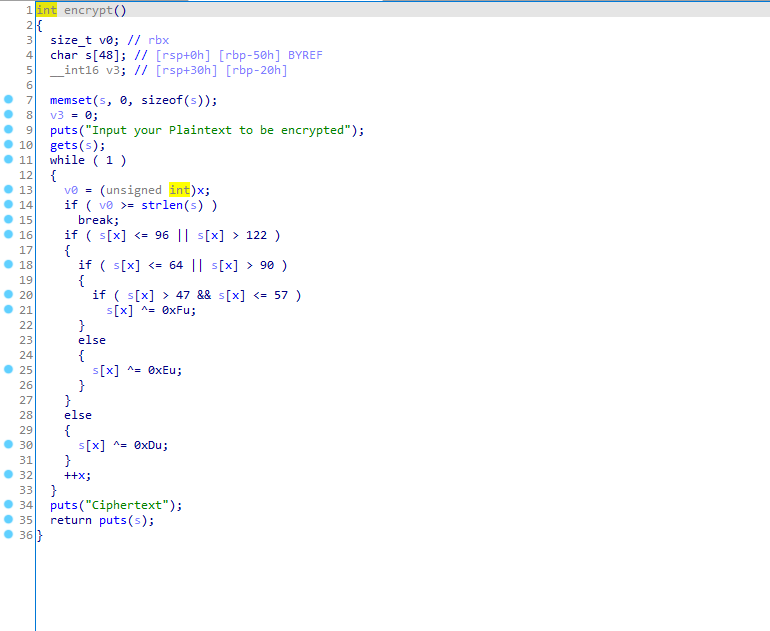 1 int encrypt()
2 {
3   size_t v0; // rbx
4   char s[48]; // [rsp+0h] [rbp-50h] BYREF
5   __int16 v3; // [rsp+30h] [rbp-20h]
6
7   memset(s, 0, sizeof(s));
8   v3 = 0;
9   puts("Input your Plaintext to be encrypted");
10   gets(s);
11   while ( 1 )
12   {
13     v0 = (unsigned int)x;
14     if ( v0 >= strlen(s) )
15       break;
16     if ( s[x] <= 96 || s[x] > 122 )
17     {
18       if ( s[x] <= 64 || s[x] > 90 )
19       {
20         if ( s[x] > 47 && s[x] <= 57 )
21           s[x] ^= 0xFu;
22       }
23       else
24       {
25         s[x] ^= 0xEu;
26       }
27     }
28     else
29     {
30       s[x] ^= 0xDu;
31     }
32     ++x;
33   }
34   puts("Ciphertext");
35   return puts(s);
36 }